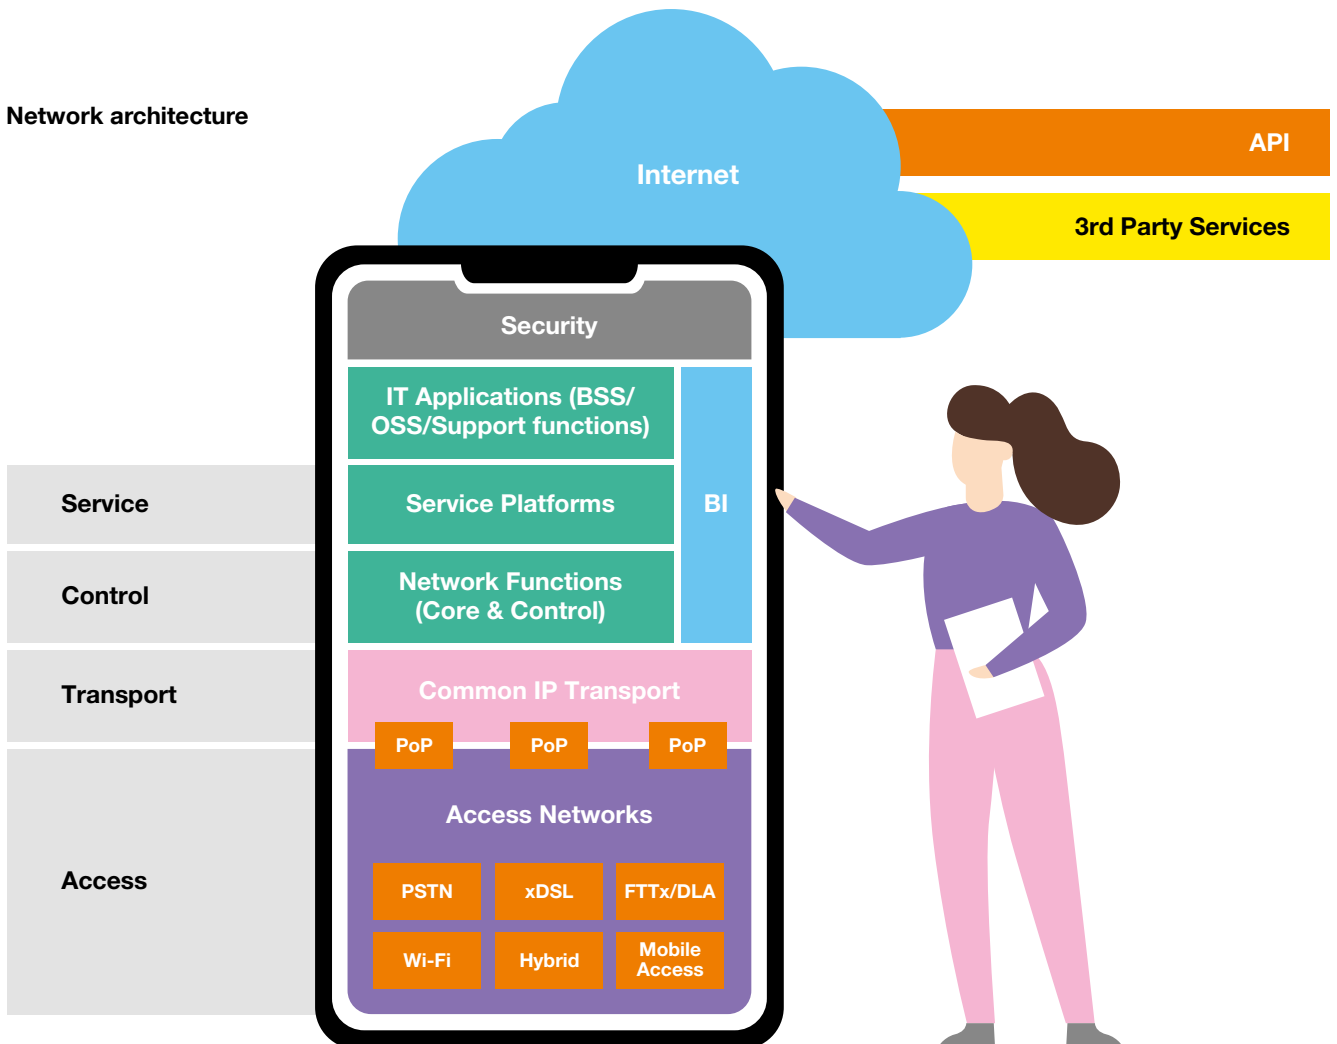 Network architecture
API
Internet
3rd Party Services
Security
IT Applications (BSS/
OSS/Support functions)
Service
Service Platforms
BI
Control
Network Functions
(Core & Control)
Transport
Common IP Transport
PoP
PoP
PoP
Access Networks
Access
PSTN
xDSL
FTTx/DLA
Wi-Fi
Hybrid
Mobile
Access